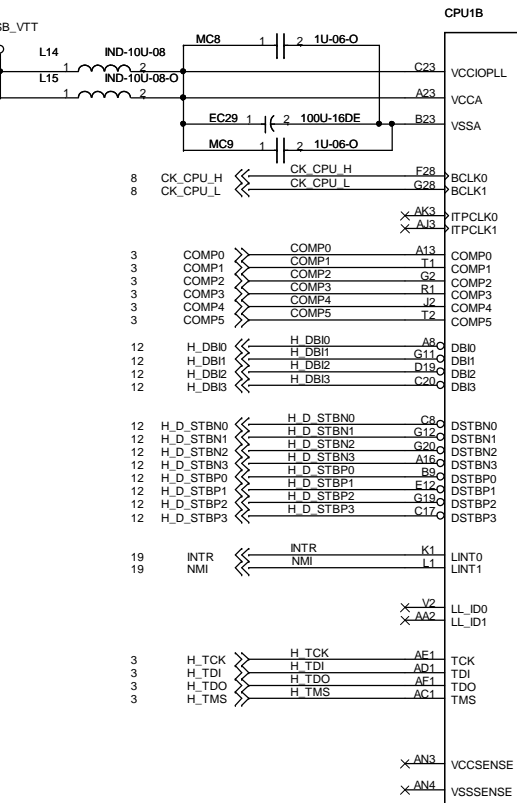 CPU1B
SB_VTT
MC8 1 2 1U-06-O
L14 IND-10U-08
1 2 C23 VCCIOPLL
L15 IND-10U-08-O
1 2 A23 VCCA
EC29 1 2 100U-16DE B23 VSSA
MC9 1 2 1U-06-O
8 CK_CPU_H CK_CPU_H F28 BCLK0
8 CK_CPU_L CK_CPU_L G28 BCLK1
AK3 ITPCLK0
AJ3 ITPCLK1
3 COMP0 COMP0 A13 COMP0
3 COMP1 COMP1 T1 COMP1
3 COMP2 COMP2 G2 COMP2
3 COMP3 COMP3 R1 COMP3
3 COMP4 COMP4 J2 COMP4
3 COMP5 COMP5 T2 COMP5
12 H_DBI0 H_DBI0 A8 DBI0
12 H_DBI1 H_DBI1 G11 DBI1
12 H_DBI2 H_DBI2 D19 DBI2
12 H_DBI3 H_DBI3 C20 DBI3
12 H_D_STBN0 H_D_STBN0 C8 DSTBN0
12 H_D_STBN1 H_D_STBN1 G12 DSTBN1
12 H_D_STBN2 H_D_STBN2 G20 DSTBN2
12 H_D_STBN3 H_D_STBN3 A16 DSTBN3
12 H_D_STBP0 H_D_STBP0 B9 DSTBP0
12 H_D_STBP1 H_D_STBP1 E12 DSTBP1
12 H_D_STBP2 H_D_STBP2 G19 DSTBP2
12 H_D_STBP3 H_D_STBP3 C17 DSTBP3
19 INTR INTR K1 LINT0
19 NMI NMI L1 LINT1
V2 LL_ID0
AA2 LL_ID1
3 H_TCK H_TCK AE1 TCK
3 H_TDI H_TDI AD1 TDI
3 H_TDO H_TDO AF1 TDO
3 H_TMS H_TMS AC1 TMS
AN3 VCCSENSE
AN4 VSSSENSE